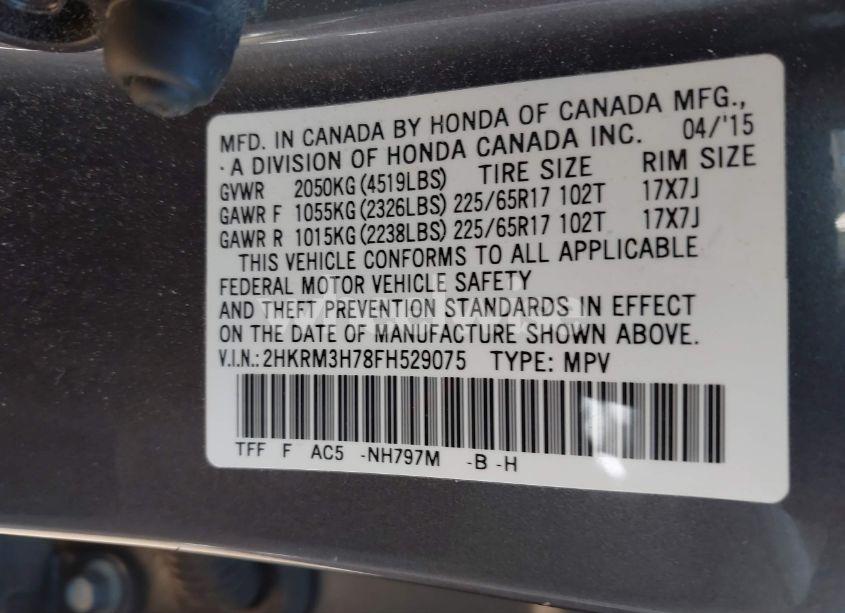 MFD. IN CANADA BY HONDA OF CANADA MFG.,
·A DIVISION OF HONDA CANADA INC. 04/'15
GVWR 2050KG(4519LBS) TIRE SIZE RIM SIZE
GAWR F 1055KG(2326LBS) 225/65R17 102T 17X7J
GAWR R 1015KG(2238LBS) 225/65R17 102T 17X7J
THIS VEHICLE CONFORMS TO ALL APPLICABLE
FEDERAL MOTOR VEHICLE SAFETY
AND THEFT PREVENTION STANDARDS IN EFFECT
ON THE DATE OF MANUFACTURE SHOWN ABOVE.
V.I.N.:2HKRM3H78FH529075 TYPE: MPV
TFF F AC5 -NH797M -B -H